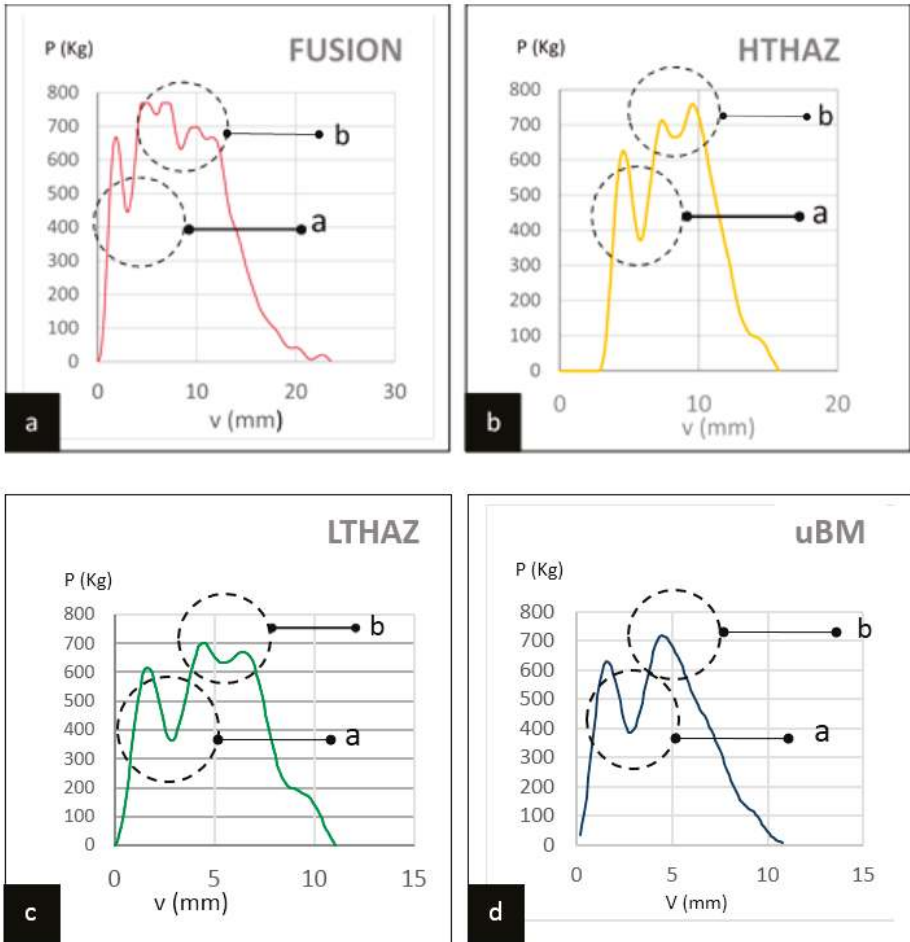 FUSION
P (Kg)
800
700
600
500
400
300
200
100
0
0 10 20 30
v (mm)
b
a
a
HTHAZ
P (Kg)
800
700
600
500
400
300
200
100
0
0 10 20
v (mm)
b
a
b
LTHAZ
P (Kg)
800
700
600
500
400
300
200
100
0
0 5 10 15
v (mm)
b
a
c
uBM
P (Kg)
800
700
600
500
400
300
200
100
0
0 5 10 15
V (mm)
b
a
d